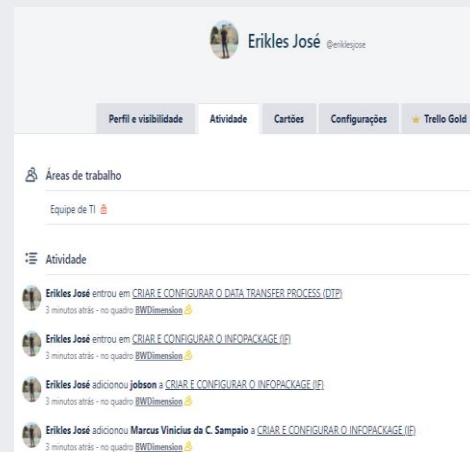 Erikles José @eriklesjose
Perfil e visibilidade Atividade Cartões Configurações Trello Gold
Áreas de trabalho
Equipe de TI
Atividade
Erikles José entrou em CRIAR E CONFIGURAR O DATA TRANSFER PROCESS (DTP)
3 minutos atrás - no quadro BWDimension
Erikles José entrou em CRIAR E CONFIGURAR O INFOPACKAGE (IF)
3 minutos atrás - no quadro BWDimension
Erikles José adicionou jobson a CRIAR E CONFIGURAR O INFOPACKAGE (IF)
3 minutos atrás - no quadro BWDimension
Erikles José adicionou Marcus Vinicius da C. Sampaio a CRIAR E CONFIGURAR O INFOPACKAGE (IF)
3 minutos atrás - no quadro BWDimension